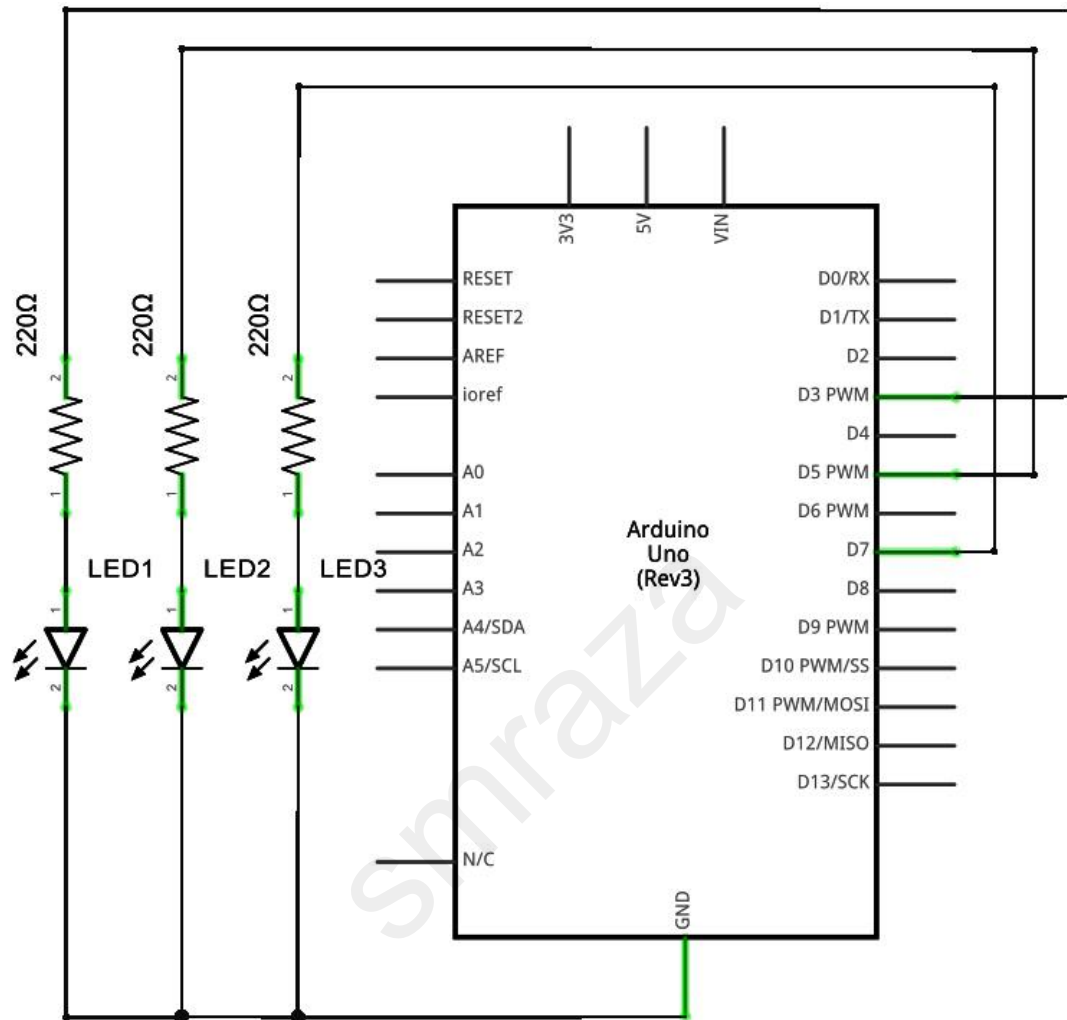 3V3
5V
VIN
220Ω
220Ω
220Ω
2
2
2
1
1
1
LED1
LED2
LED3
1
1
1
2
2
2
RESET
RESET2
AREF
ioref
A0
A1
A2
A3
A4/SDA
A5/SCL
N/C
Arduino
Uno
(Rev3)
D0/RX
D1/TX
D2
D3 PWM
D4
D5 PWM
D6 PWM
D7
D8
D9 PWM
D10 PWM/SS
D11 PWM/MOSI
D12/MISO
D13/SCK
GND
smraza